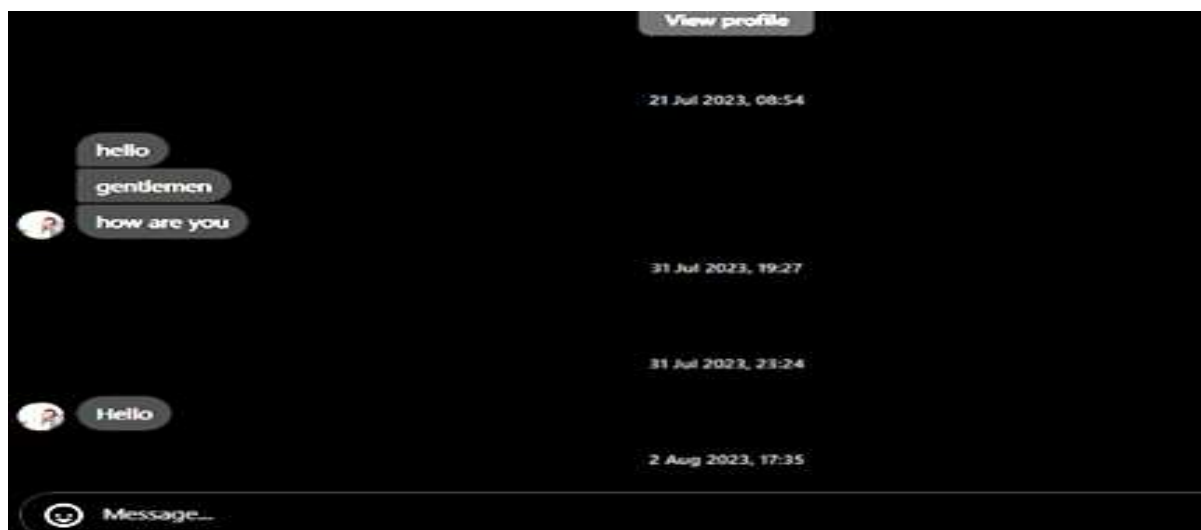 View profile
21 Jul 2023, 08:54
hello
gentlemen
how are you
31 Jul 2023, 19:27
31 Jul 2023, 23:24
Hello
2 Aug 2023, 17:35
Message...